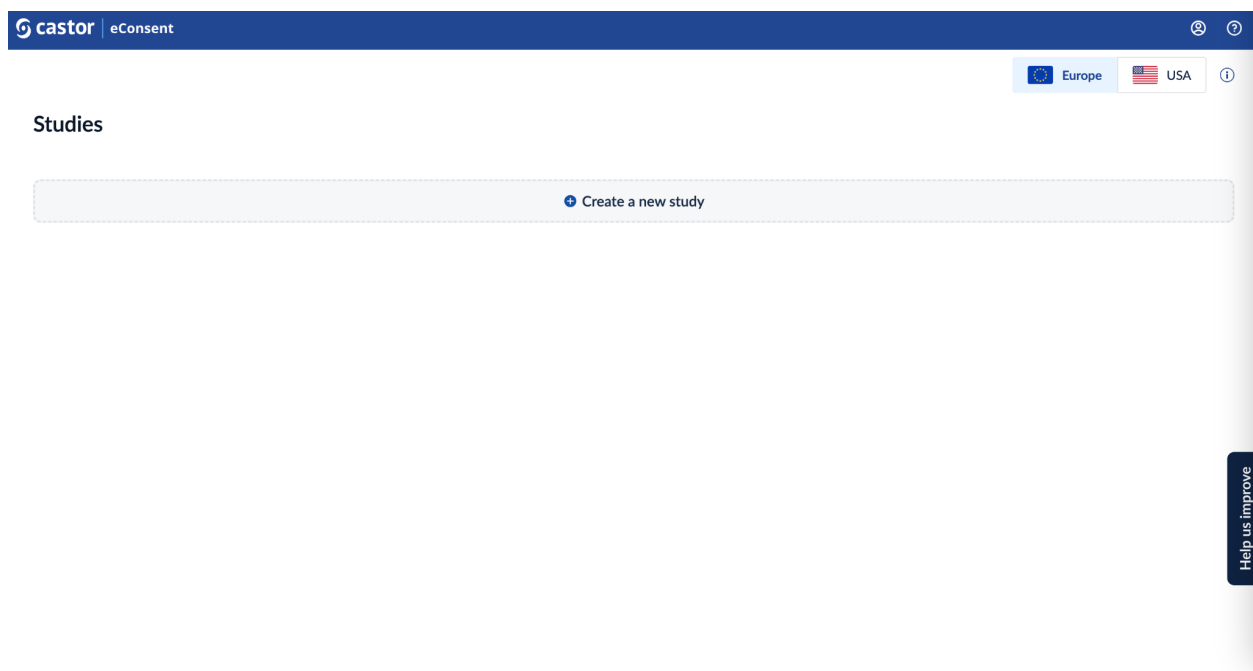 castor | eConsent
Europe
USA
Studies
Create a new study
Help us improve